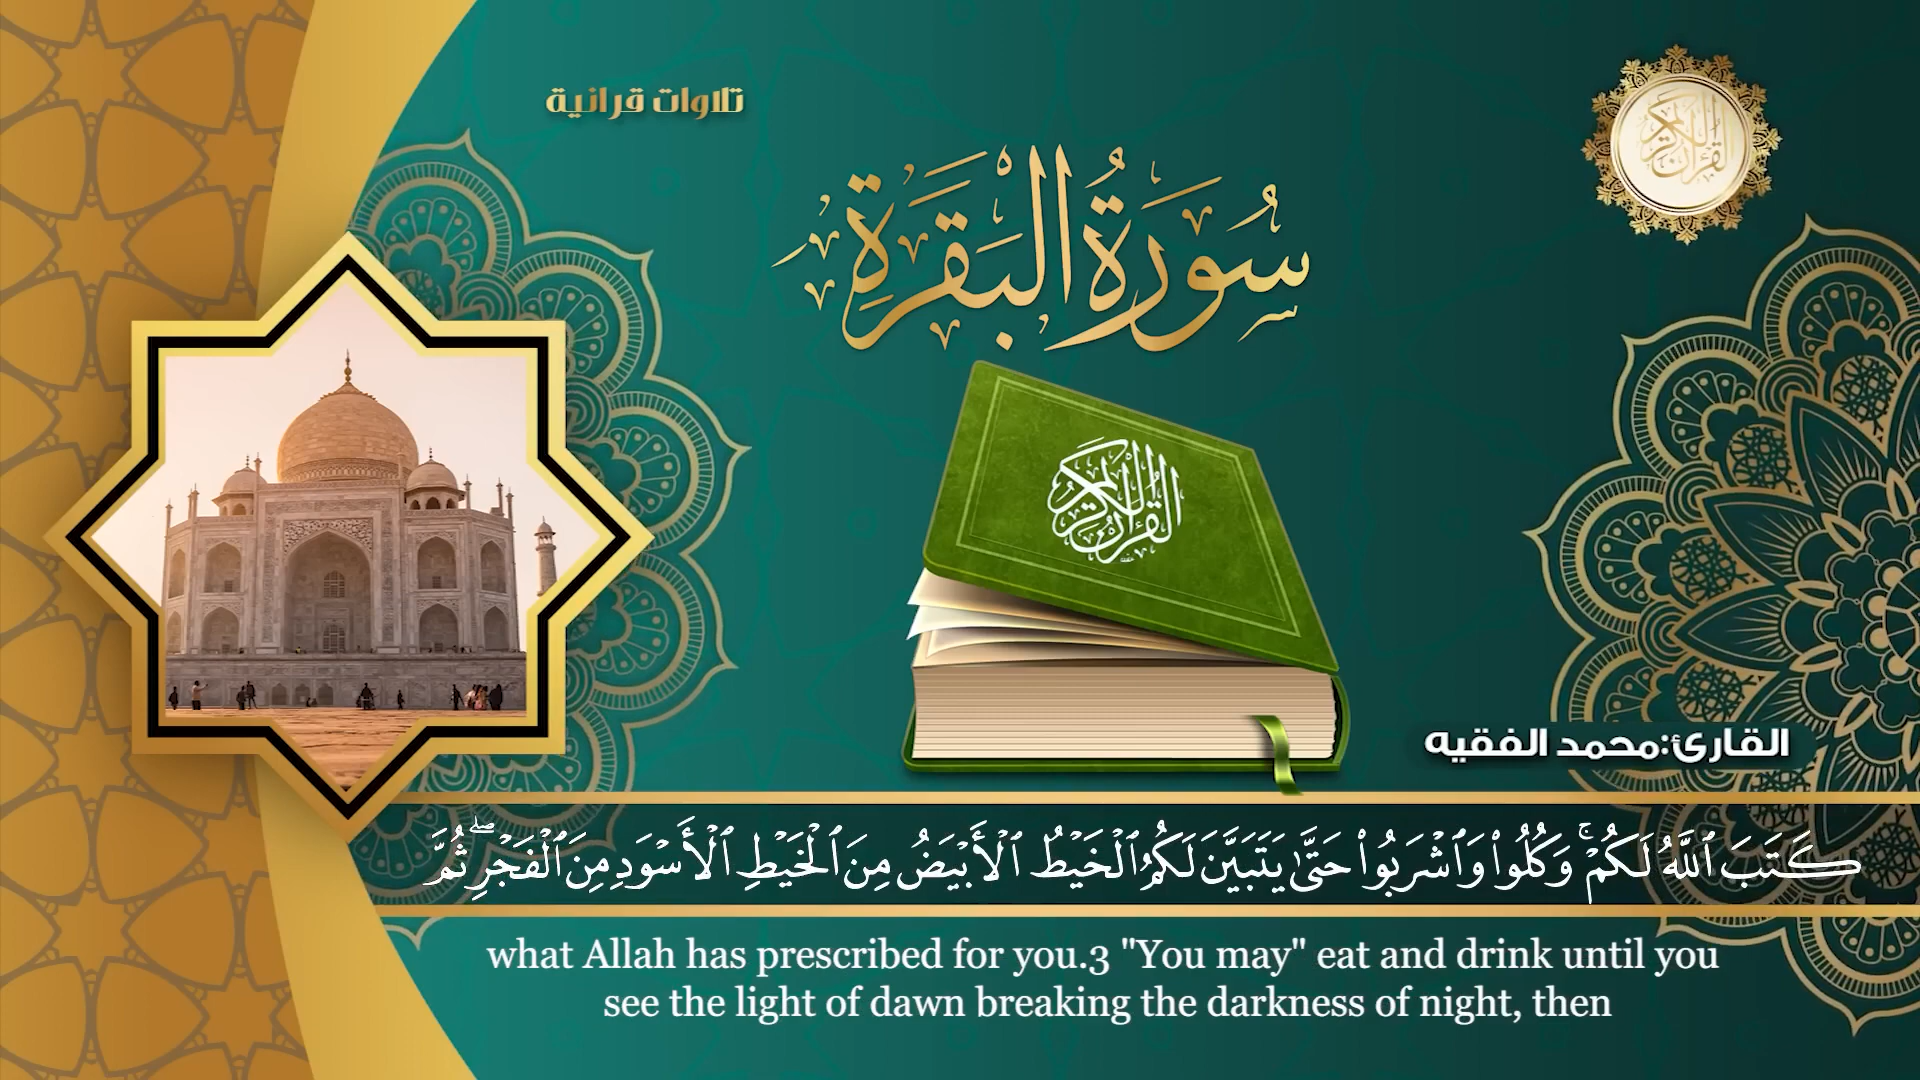 تلاوات قرانية
القرآن الكريم
سُورَةُ البَقَرَةِ
القرآن الكريم
القارئ:محمد الفقيه
كَتَبَ ٱللَّهُ لَكُمْۚ وَكُلُوا۟ وَٱشْرَبُوا۟ حَتَّىٰ يَتَبَيَّنَ لَكُمُ ٱلْخَيْطُ ٱلْأَبْيَضُ مِنَ ٱلْخَيْطِ ٱلْأَسْوَدِ مِنَ ٱلْفَجْرِۖ ثُمَّ
what Allah has prescribed for you.3 "You may" eat and drink until you
see the light of dawn breaking the darkness of night, then